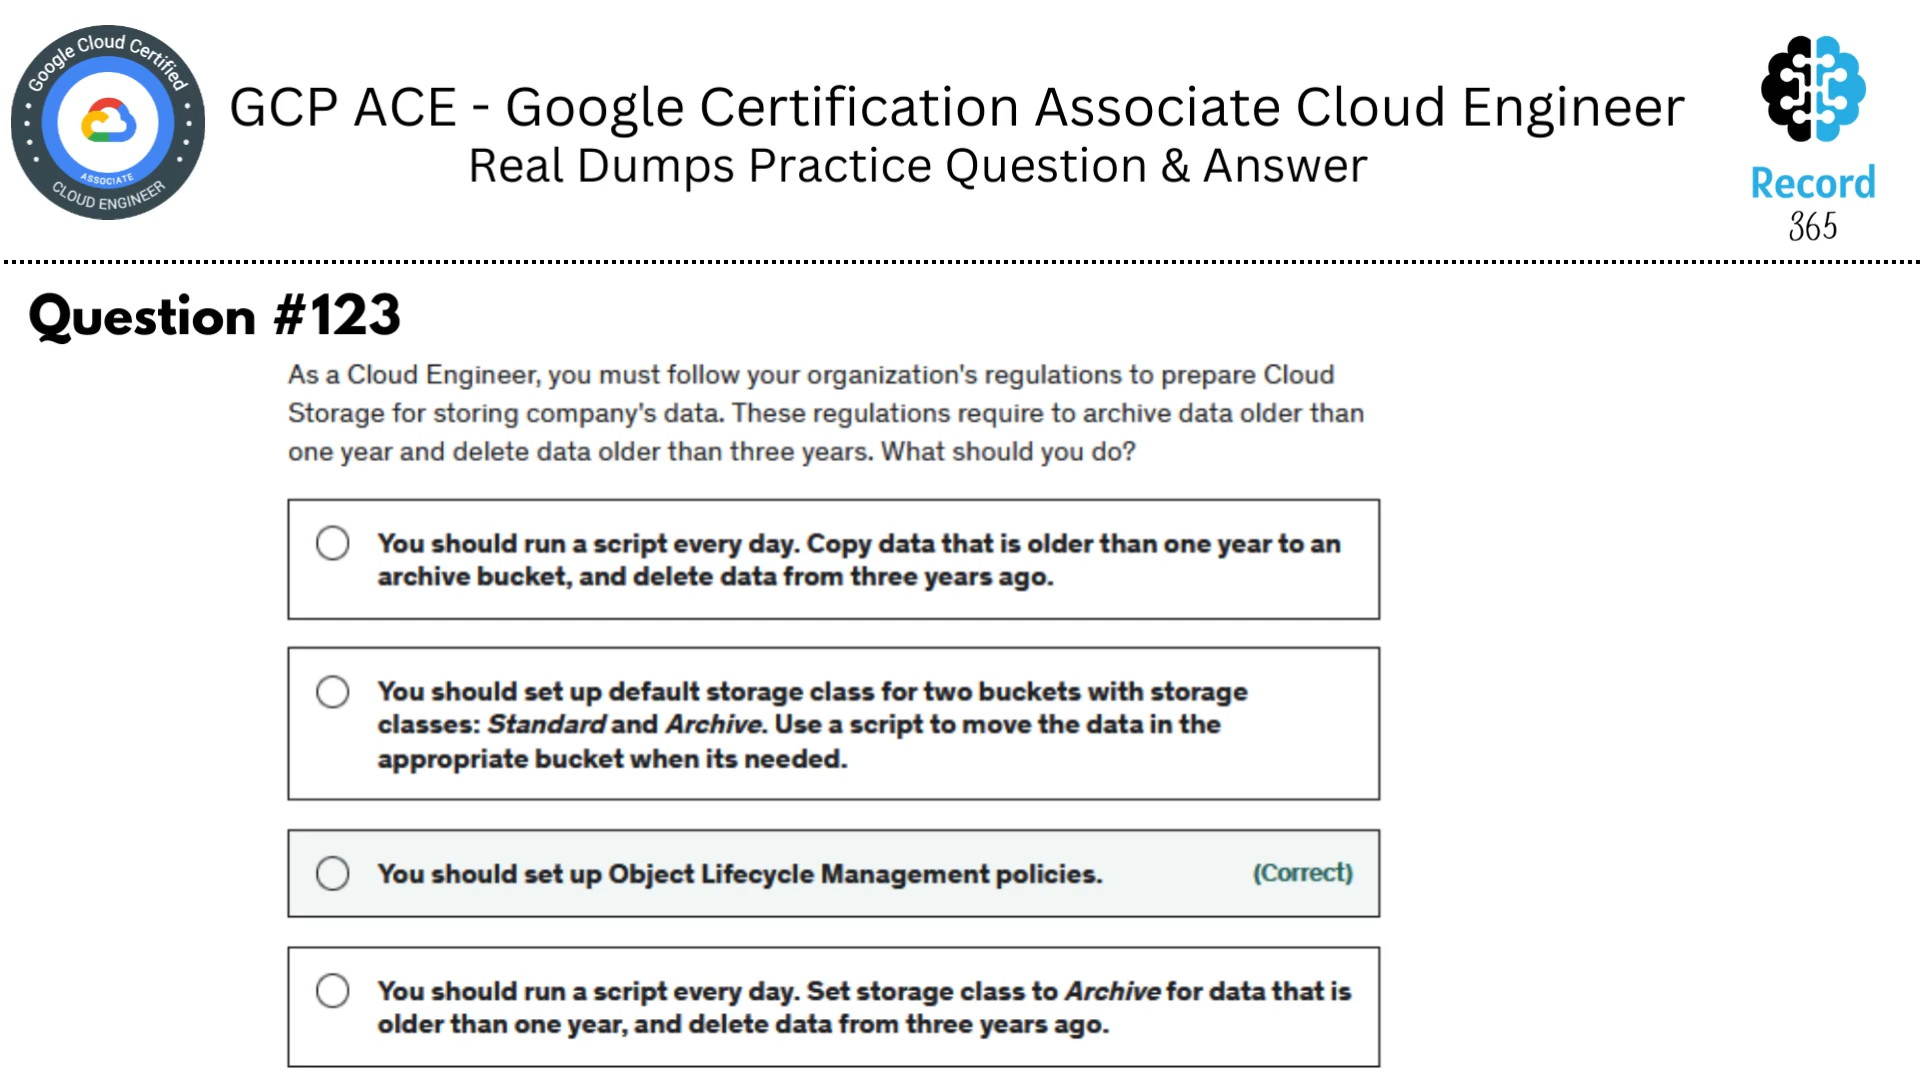 Google Cloud Certified
ASSOCIATE
CLOUD ENGINEER
GCP ACE - Google Certification Associate Cloud Engineer
Real Dumps Practice Question & Answer
Record
365
Question #123
As a Cloud Engineer, you must follow your organization's regulations to prepare Cloud
Storage for storing company's data. These regulations require to archive data older than
one year and delete data older than three years. What should you do?
You should run a script every day. Copy data that is older than one year to an
archive bucket, and delete data from three years ago.
You should set up default storage class for two buckets with storage
classes: Standard and Archive. Use a script to move the data in the
appropriate bucket when its needed.
You should set up Object Lifecycle Management policies. (Correct)
You should run a script every day. Set storage class to Archive for data that is
older than one year, and delete data from three years ago.